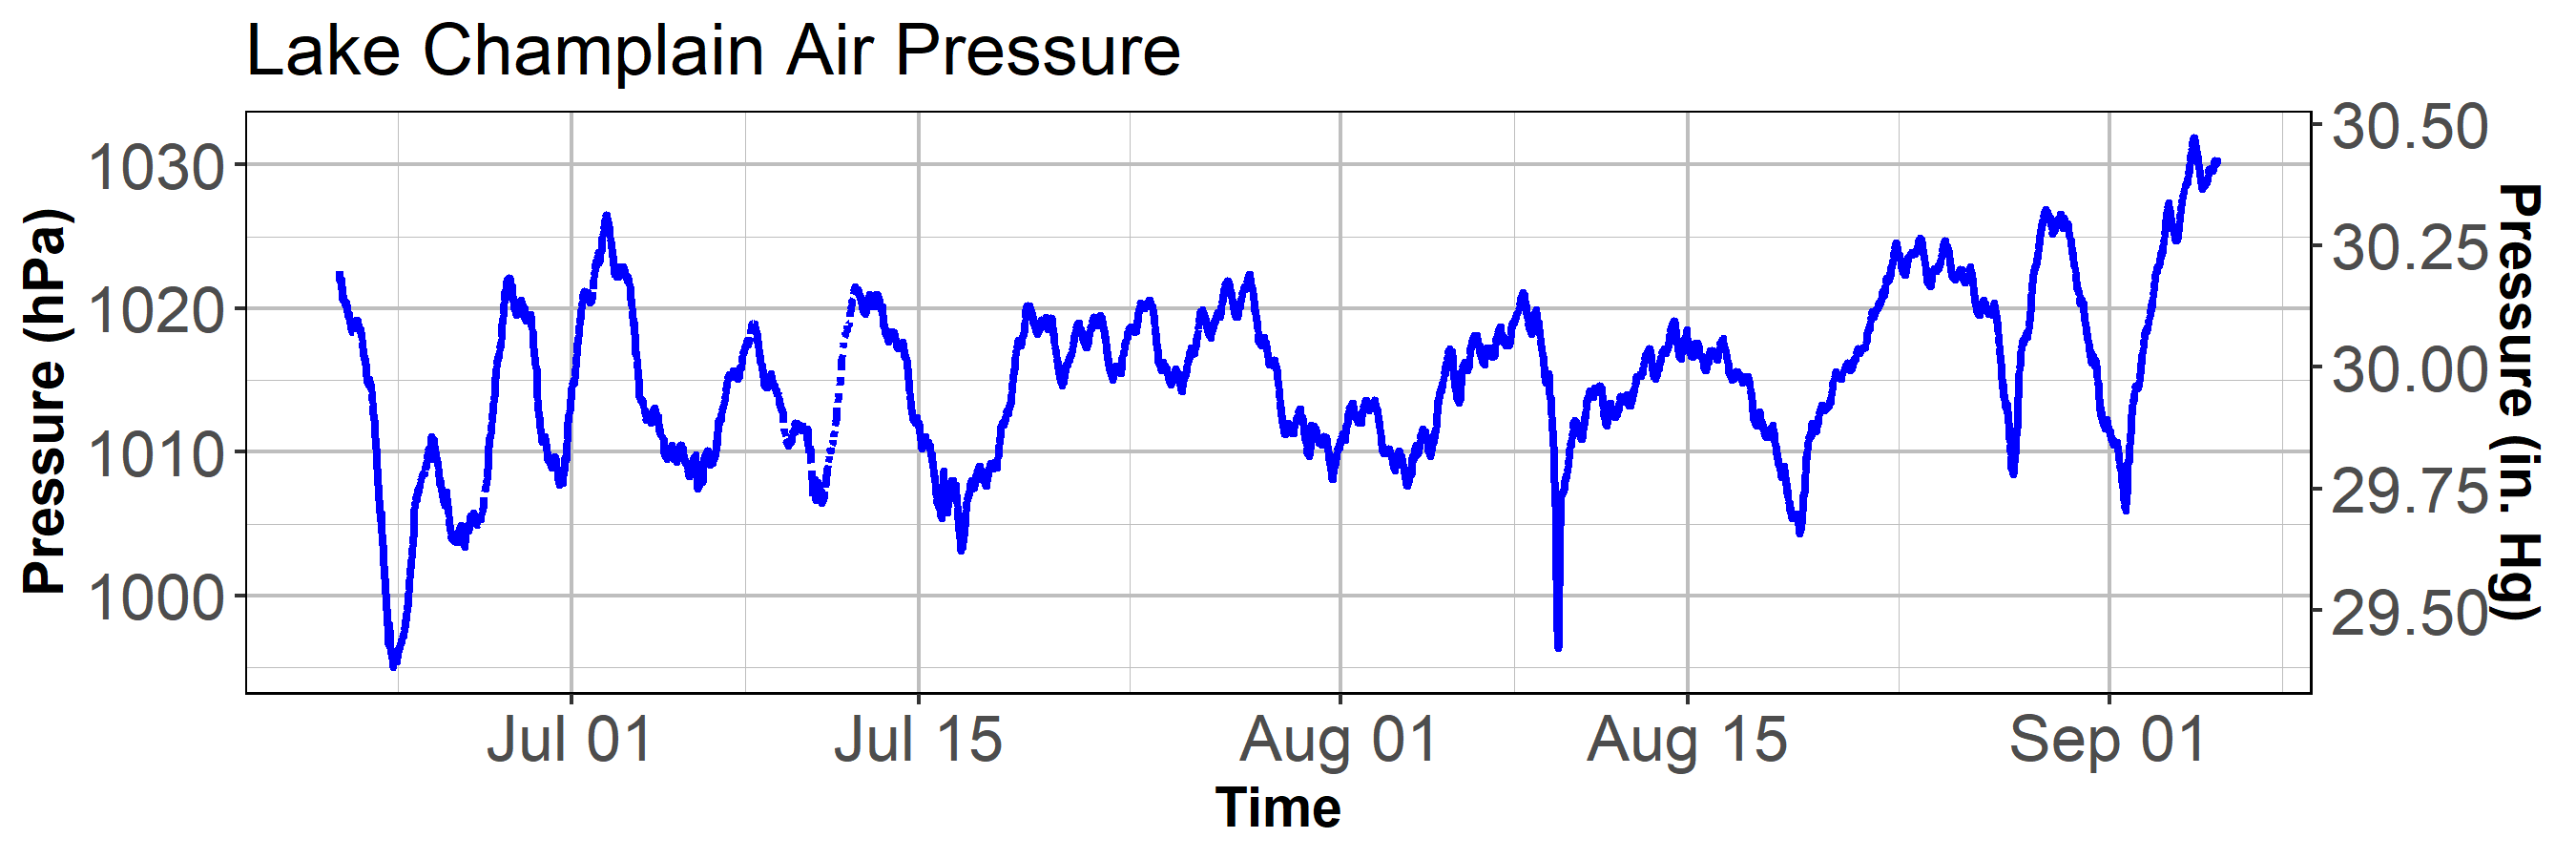 Lake Champlain Air Pressure
Pressure (hPa)
1030
1020
1010
1000
30.50
30.25
30.00
29.75
29.50
Pressure (in. Hg)
Jul 01 Jul 15 Aug 01 Aug 15 Sep 01
Time